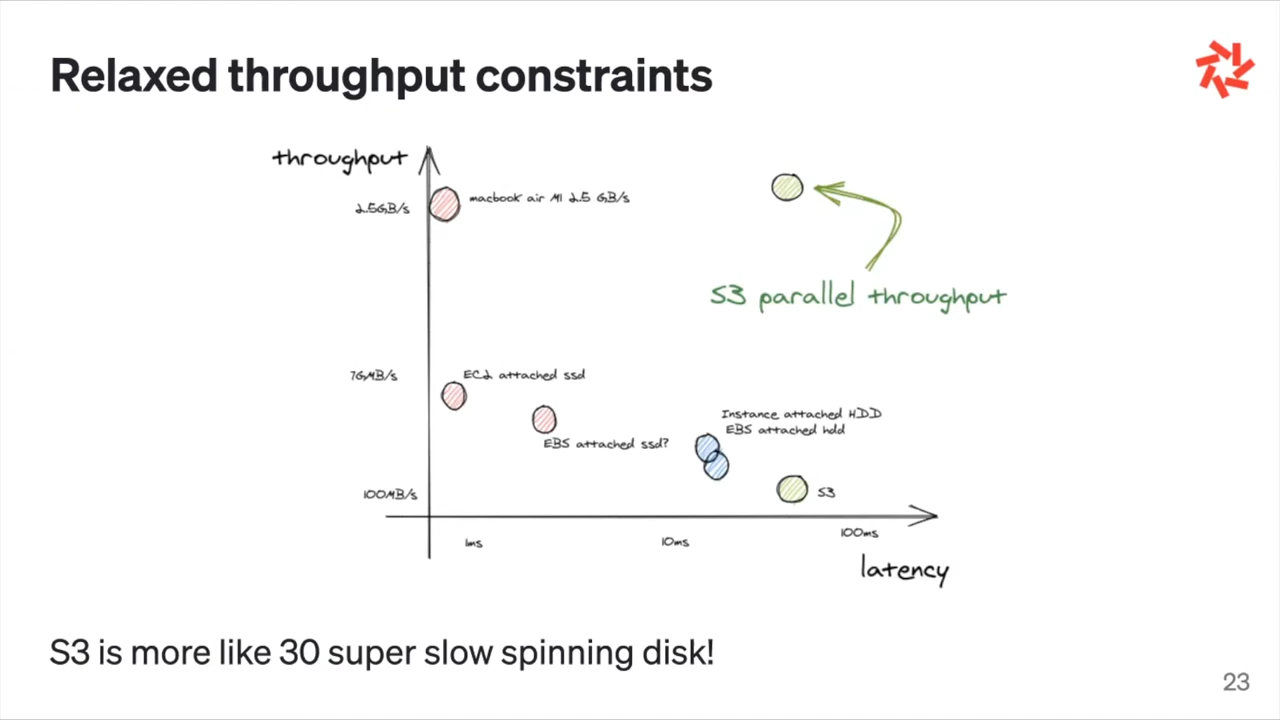 Relaxed throughput constraints
throughput
2.5GB/s
macbook air M1 2.5 GB/s
S3 parallel throughput
76MB/s
EC2 attached ssd
EBS attached ssd?
Instance attached HDD
EBS attached hdd
100MB/s
S3
1ms
10ms
100ms
latency
S3 is more like 30 super slow spinning disk!
23